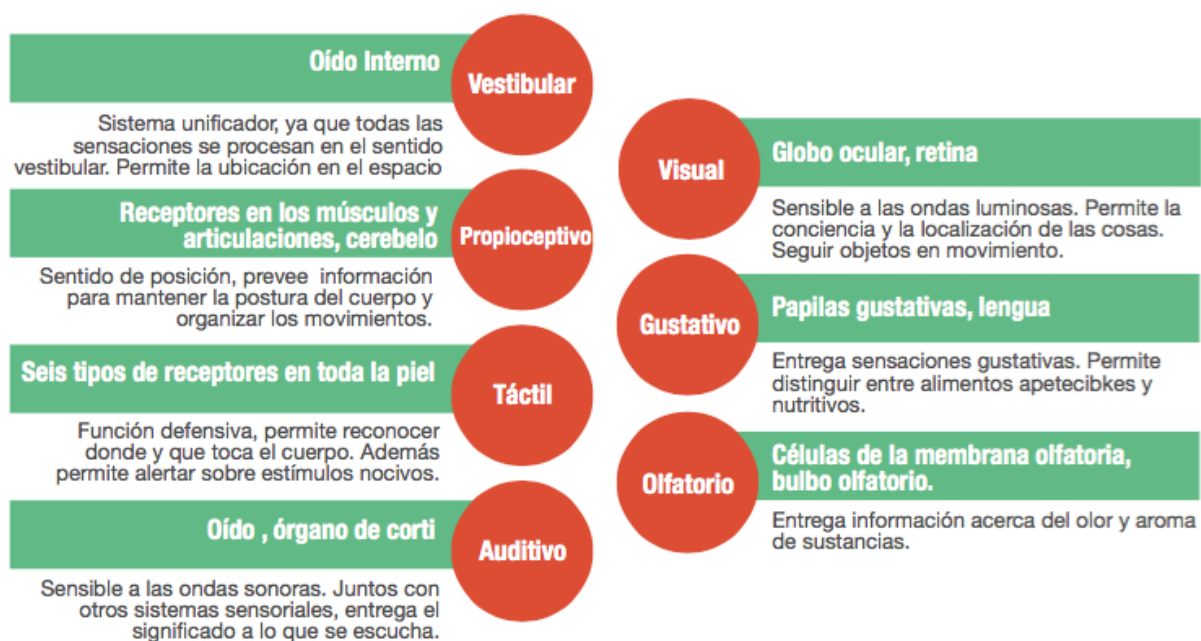 Oído Interno
Vestibular
Sistema unificador, ya que todas las
sensaciones se procesan en el sentido
vestibular. Permite la ubicación en el espacio
Receptores en los músculos y
articulaciones, cerebelo
Propioceptivo
Sentido de posición, prevee información
para mantener la postura del cuerpo y
organizar los movimientos.
Seis tipos de receptores en toda la piel
Táctil
Función defensiva, permite reconocer
donde y que toca el cuerpo. Además
permite alertar sobre estímulos nocivos.
Oído , órgano de corti
Auditivo
Sensible a las ondas sonoras. Juntos con
otros sistemas sensoriales, entrega el
significado a lo que se escucha.
Visual
Globo ocular, retina
Sensible a las ondas luminosas. Permite la
conciencia y la localización de las cosas.
Seguir objetos en movimiento.
Gustativo
Papilas gustativas, lengua
Entrega sensaciones gustativas. Permite
distinguir entre alimentos apetecibkes y
nutritivos.
Olfatorio
Células de la membrana olfatoria,
bulbo olfatorio.
Entrega información acerca del olor y aroma
de sustancias.